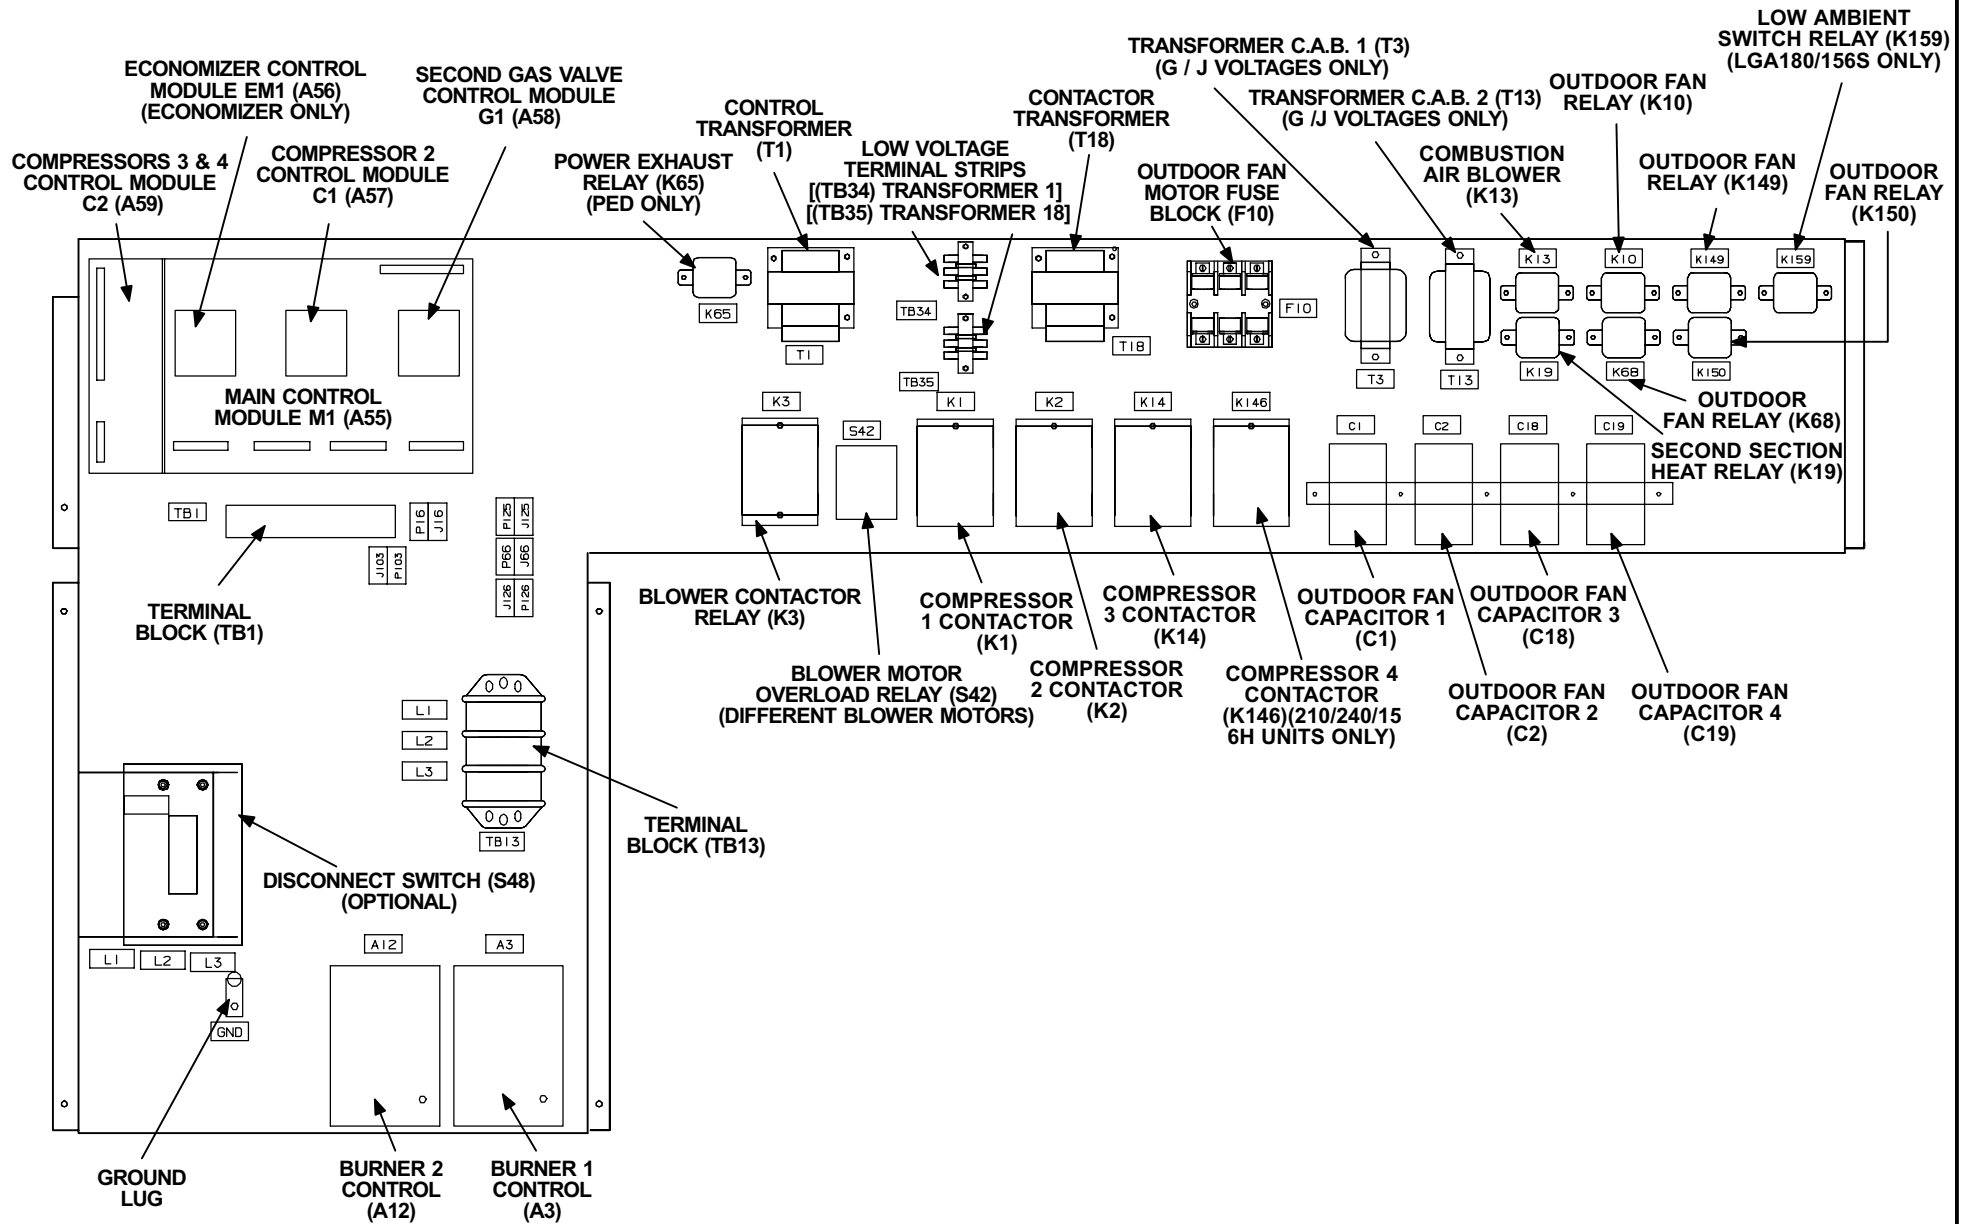 LOW AMBIENT
SWITCH RELAY (K159)
(LGA180/156S ONLY)
TRANSFORMER C.A.B. 1 (T3)
(G / J VOLTAGES ONLY)
OUTDOOR FAN
RELAY (K10)
TRANSFORMER C.A.B. 2 (T13)
(G /J VOLTAGES ONLY)
ECONOMIZER CONTROL
MODULE EM1 (A56)
(ECONOMIZER ONLY)
SECOND GAS VALVE
CONTROL MODULE
G1 (A58)
CONTROL
TRANSFORMER
(T1)
CONTACTOR
TRANSFORMER
(T18)
COMPRESSORS 3 & 4
CONTROL MODULE
C2 (A59)
COMPRESSOR 2
CONTROL MODULE
C1 (A57)
POWER EXHAUST
RELAY (K65)
(PED ONLY)
LOW VOLTAGE
TERMINAL STRIPS
[(TB34) TRANSFORMER 1]
[(TB35) TRANSFORMER 18]
OUTDOOR FAN
MOTOR FUSE
BLOCK (F10)
COMBUSTION
AIR BLOWER
(K13)
OUTDOOR FAN
RELAY (K149)
OUTDOOR
FAN RELAY
(K150)
K13
K10
K149
K159
K65
TB34
F10
T1
T18
TB35
T3
T13
K19
K68
K150
MAIN CONTROL
MODULE M1 (A55)
OUTDOOR
FAN RELAY (K68)
SECOND SECTION
HEAT RELAY (K19)
K3
S42
K1
K2
K14
K146
C1
C2
C18
C19
TB1
P16
J16
P125
J125
J103
P103
P66
J66
J126
P126
TERMINAL
BLOCK (TB1)
BLOWER CONTACTOR
RELAY (K3)
COMPRESSOR
1 CONTACTOR
(K1)
COMPRESSOR
3 CONTACTOR
(K14)
OUTDOOR FAN
CAPACITOR 1
(C1)
OUTDOOR FAN
CAPACITOR 3
(C18)
BLOWER MOTOR
OVERLOAD RELAY (S42)
(DIFFERENT BLOWER MOTORS)
COMPRESSOR
2 CONTACTOR
(K2)
COMPRESSOR 4
CONTACTOR
(K146)(210/240/15
6H UNITS ONLY)
OUTDOOR FAN
CAPACITOR 2
(C2)
OUTDOOR FAN
CAPACITOR 4
(C19)
L1
L2
L3
TERMINAL
BLOCK (TB13)
TB13
DISCONNECT SWITCH (S48)
(OPTIONAL)
A12
A3
L1
L2
L3
GND
GROUND
LUG
BURNER 2
CONTROL
(A12)
BURNER 1
CONTROL
(A3)